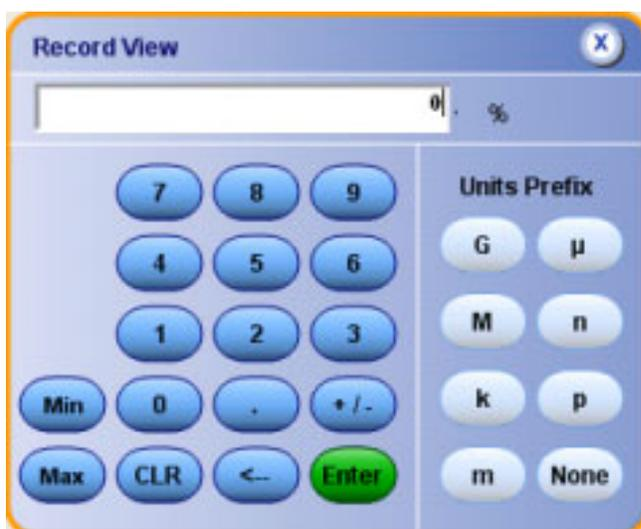 Record View X
0. %
7 8 9 Units Prefix
G µ
4 5 6
M n
1 2 3
k p
Min 0 . + / -
Max CLR <-- Enter m None